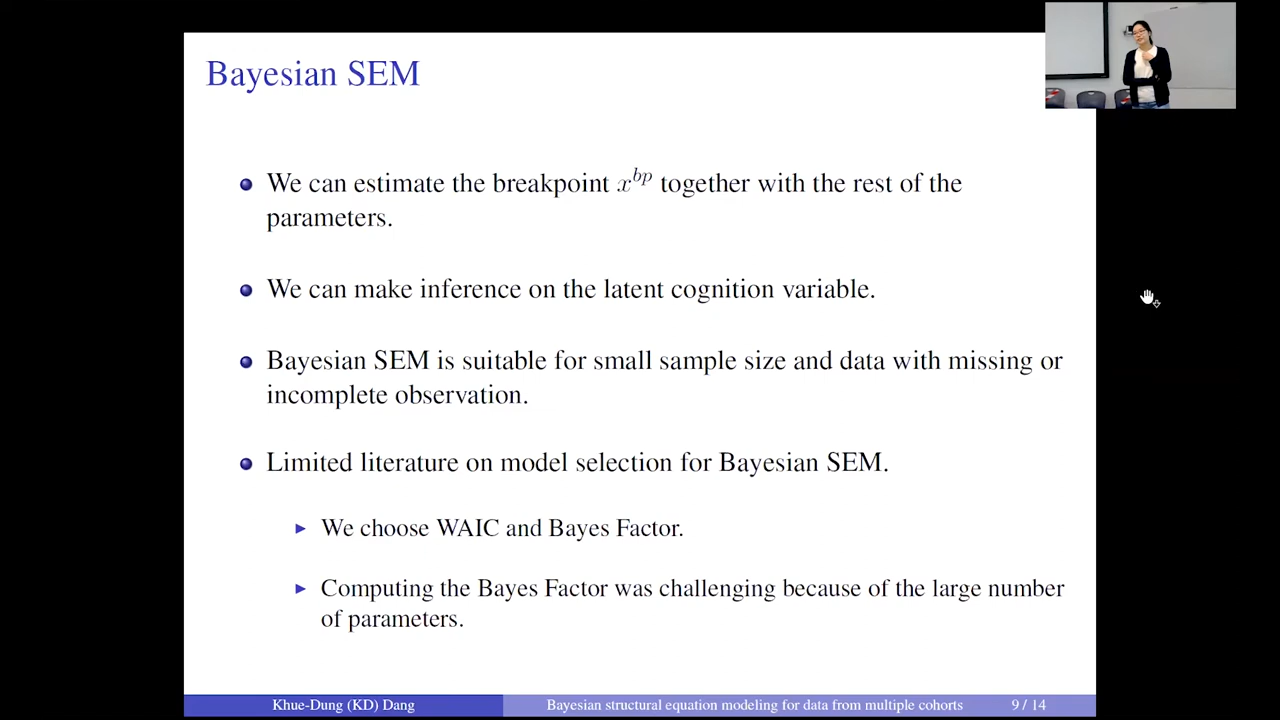 Bayesian SEM
We can estimate the breakpoint x^{bp} together with the rest of the
parameters.
We can make inference on the latent cognition variable.
Bayesian SEM is suitable for small sample size and data with missing or
incomplete observation.
Limited literature on model selection for Bayesian SEM.
We choose WAIC and Bayes Factor.
Computing the Bayes Factor was challenging because of the large number
of parameters.
Khue-Dung (KD) Dang
Bayesian structural equation modeling for data from multiple cohorts
9 / 14